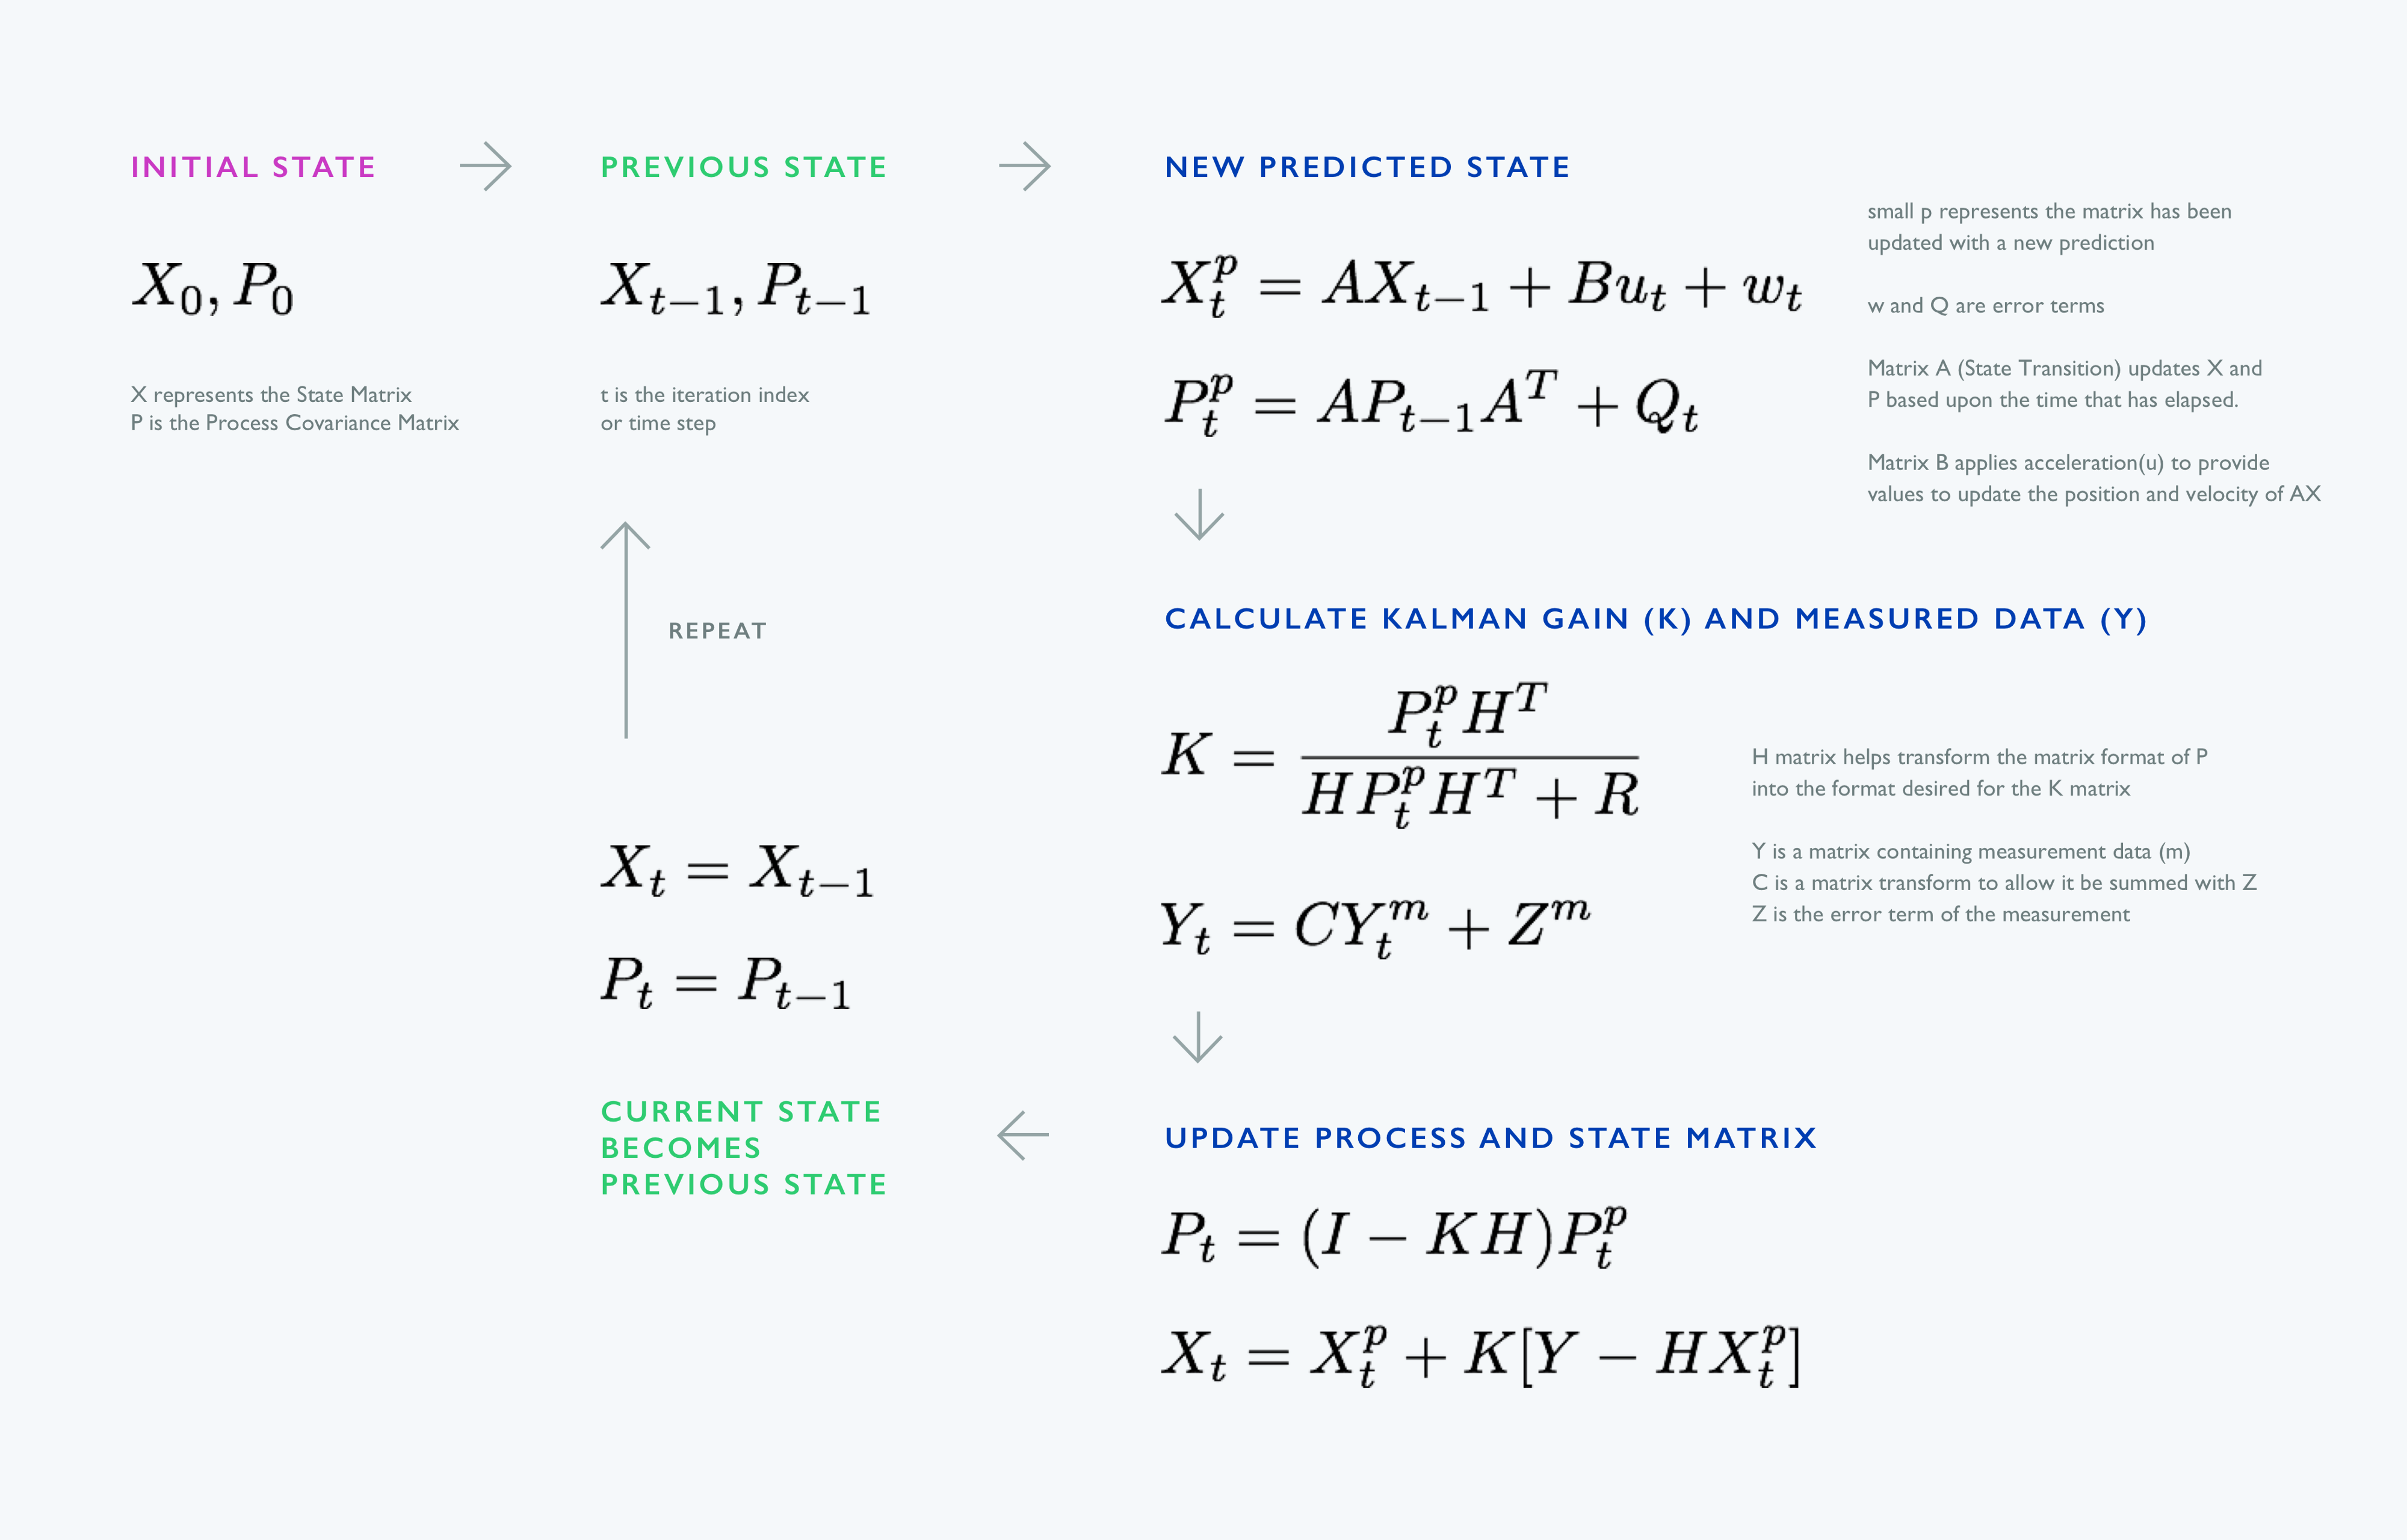 INITIAL STATE
X_0, P_0
X represents the State Matrix
P is the Process Covariance Matrix
PREVIOUS STATE
X_{t-1}, P_{t-1}
t is the iteration index
or time step
NEW PREDICTED STATE
X_t^p = AX_{t-1} + Bu_t + w_t
P_t^p = AP_{t-1}A^T + Q_t
small p represents the matrix has been
updated with a new prediction
w and Q are error terms
Matrix A (State Transition) updates X and
P based upon the time that has elapsed.
Matrix B applies acceleration(u) to provide
values to update the position and velocity of AX
CALCULATE KALMAN GAIN (K) AND MEASURED DATA (Y)
K = \frac{P_t^p H^T}{HP_t^p H^T + R}
Y_t = CY_t^m + Z^m
H matrix helps transform the matrix format of P
into the format desired for the K matrix
Y is a matrix containing measurement data (m)
C is a matrix transform to allow it be summed with Z
Z is the error term of the measurement
UPDATE PROCESS AND STATE MATRIX
P_t = (I - KH)P_t^p
X_t = X_t^p + K[Y - HX_t^p]
CURRENT STATE
BECOMES
PREVIOUS STATE
X_t = X_{t-1}
P_t = P_{t-1}
REPEAT